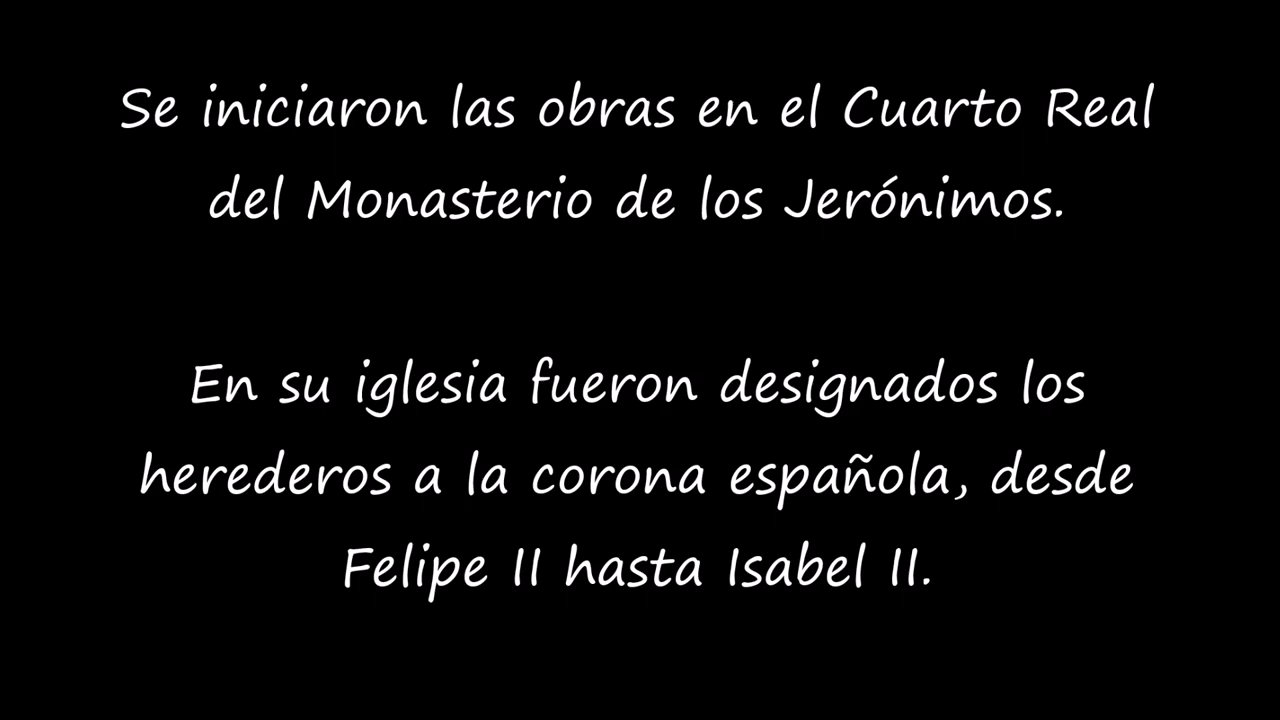 Se iniciaron las obras en el Cuarto Real
del Monasterio de los Jerónimos.
En su iglesia fueron designados los
herederos a la corona española, desde
Felipe II hasta Isabel II.